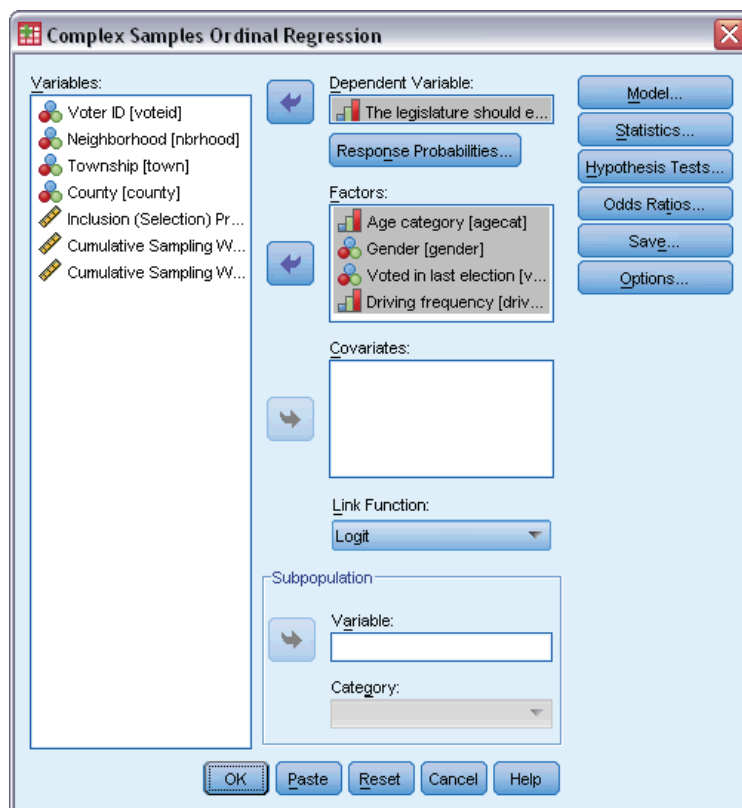 Complex Samples Ordinal Regression
Variables:
Voter ID [voteid]
Neighborhood [nbrhood]
Township [town]
County [county]
Inclusion (Selection) Pr...
Cumulative Sampling W...
Cumulative Sampling W...
Dependent Variable:
The legislature should e...
Response Probabilities...
Factors:
Age category [agecat]
Gender [gender]
Voted in last election [v...
Driving frequency [driv...
Covariates:
Link Function:
Logit
Subpopulation
Variable:
Category:
Model...
Statistics...
Hypothesis Tests...
Odds Ratios...
Save...
Options...
OK Paste Reset Cancel Help